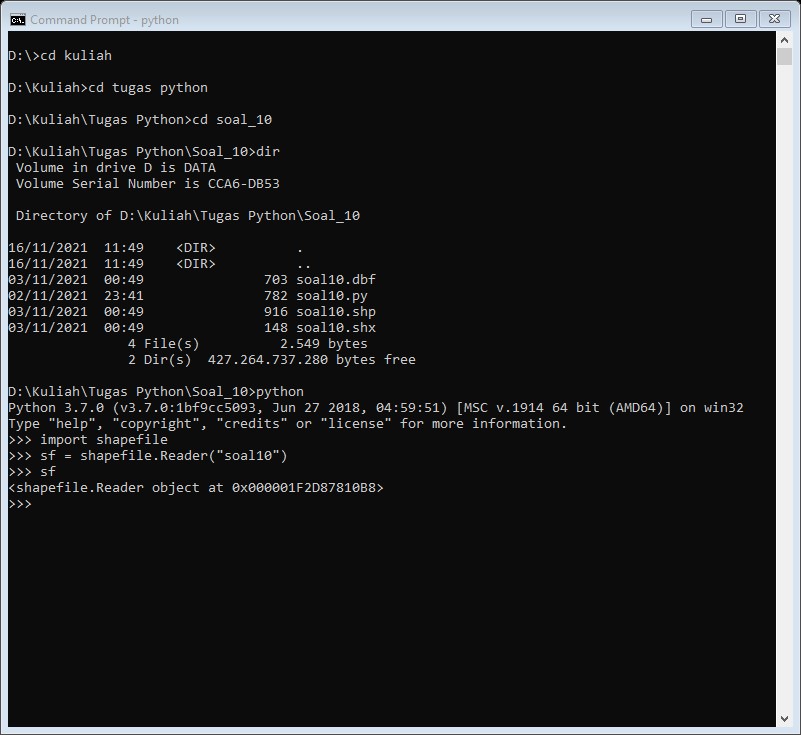 Command Prompt - python
D:\>cd kuliah
D:\Kuliah>cd tugas python
D:\Kuliah\Tugas Python>cd soal_10
D:\Kuliah\Tugas Python\Soal_10>dir
 Volume in drive D is DATA
 Volume Serial Number is CCA6-DB53
 Directory of D:\Kuliah\Tugas Python\Soal_10
16/11/2021  11:49    <DIR>          .
16/11/2021  11:49    <DIR>          ..
03/11/2021  00:49               703 soal10.dbf
02/11/2021  23:41               782 soal10.py
03/11/2021  00:49               916 soal10.shp
03/11/2021  00:49               148 soal10.shx
               4 File(s)          2.549 bytes
               2 Dir(s)  427.264.737.280 bytes free
D:\Kuliah\Tugas Python\Soal_10>python
Python 3.7.0 (v3.7.0:1bf9cc5093, Jun 27 2018, 04:59:51) [MSC v.1914 64 bit (AMD64)] on win32
Type "help", "copyright", "credits" or "license" for more information.
>>> import shapefile
>>> sf = shapefile.Reader("soal10")
>>> sf
<shapefile.Reader object at 0x000001F2D87810B8>
>>>